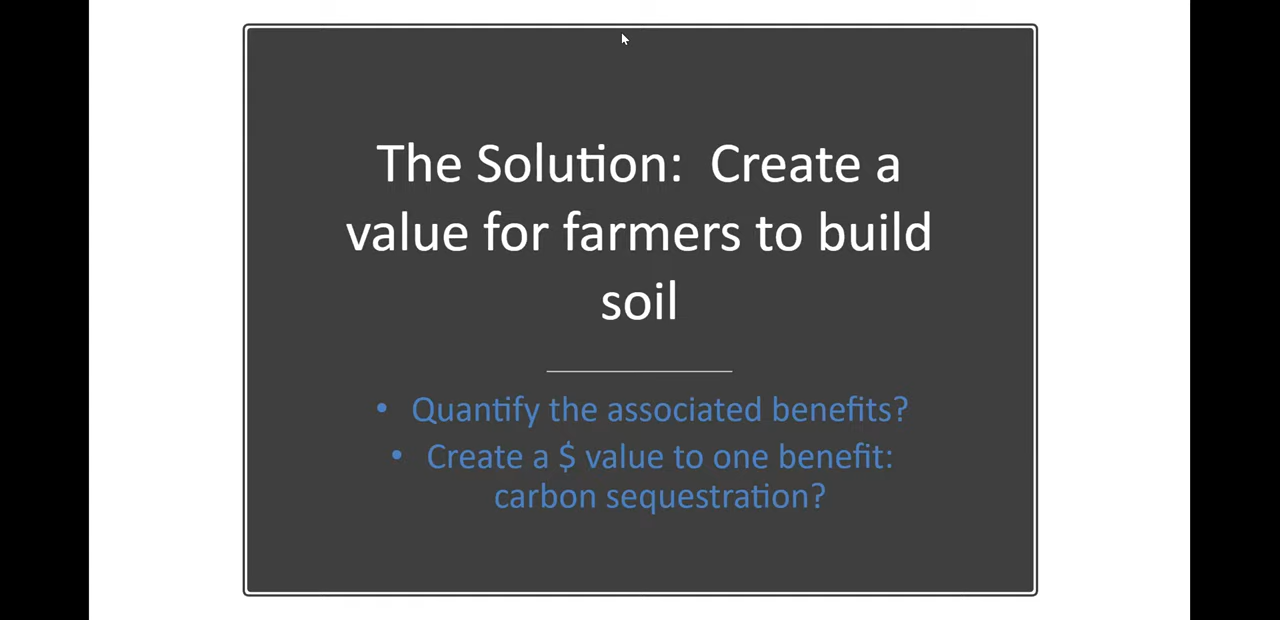 The Solution:  Create a
value for farmers to build
soil
• Quantify the associated benefits?
• Create a $ value to one benefit:
carbon sequestration?